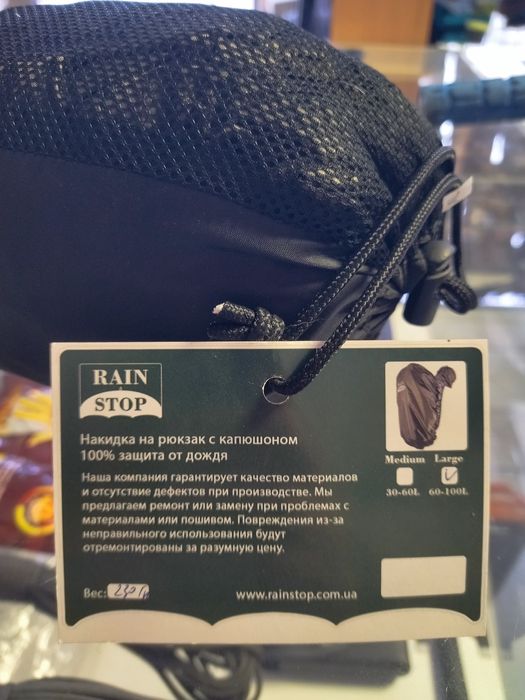 RAIN
STOP
Накидка на рюкзак с капюшоном
100% защита от дождя
Наша компания гарантирует качество материалов
и отсутствие дефектов при производстве. Мы
предлагаем ремонт или замену при проблемах с
материалами или пошивом. Повреждения из-за
неправильного использования будут
отремонтированы за разумную цену.
Medium Large
30-60L 60-100L
Вес: 230 гр
www.rainstop.com.ua